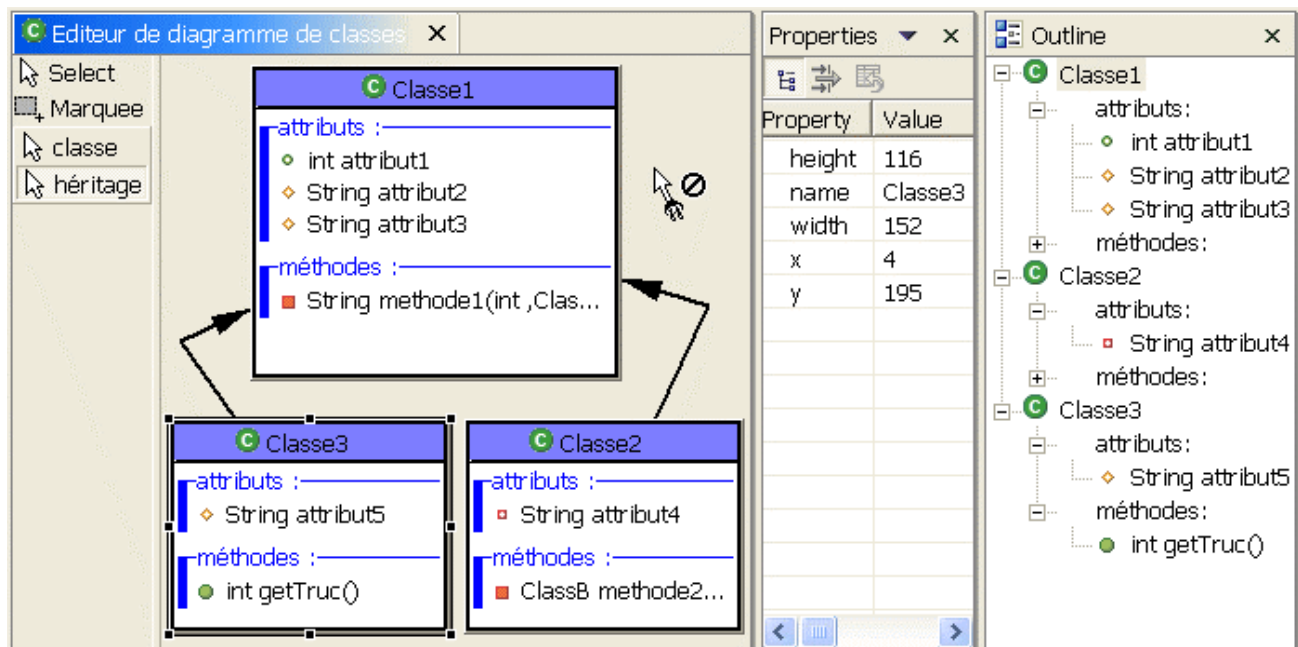 Editeur de diagramme de classes
Select
Marquee
classe
héritage
C Classe1
attributs :
int attribut1
String attribut2
String attribut3
méthodes :
String methode1(int ,Clas...
C Classe3
attributs :
String attribut5
méthodes :
int getTruc()
C Classe2
attributs :
String attribut4
méthodes :
ClassB methode2...
Properties
Property Value
height 116
name Classe3
width 152
x 4
y 195
Outline
C Classe1
attributs:
int attribut1
String attribut2
String attribut3
méthodes:
C Classe2
attributs:
String attribut4
méthodes:
C Classe3
attributs:
String attribut5
méthodes:
int getTruc()